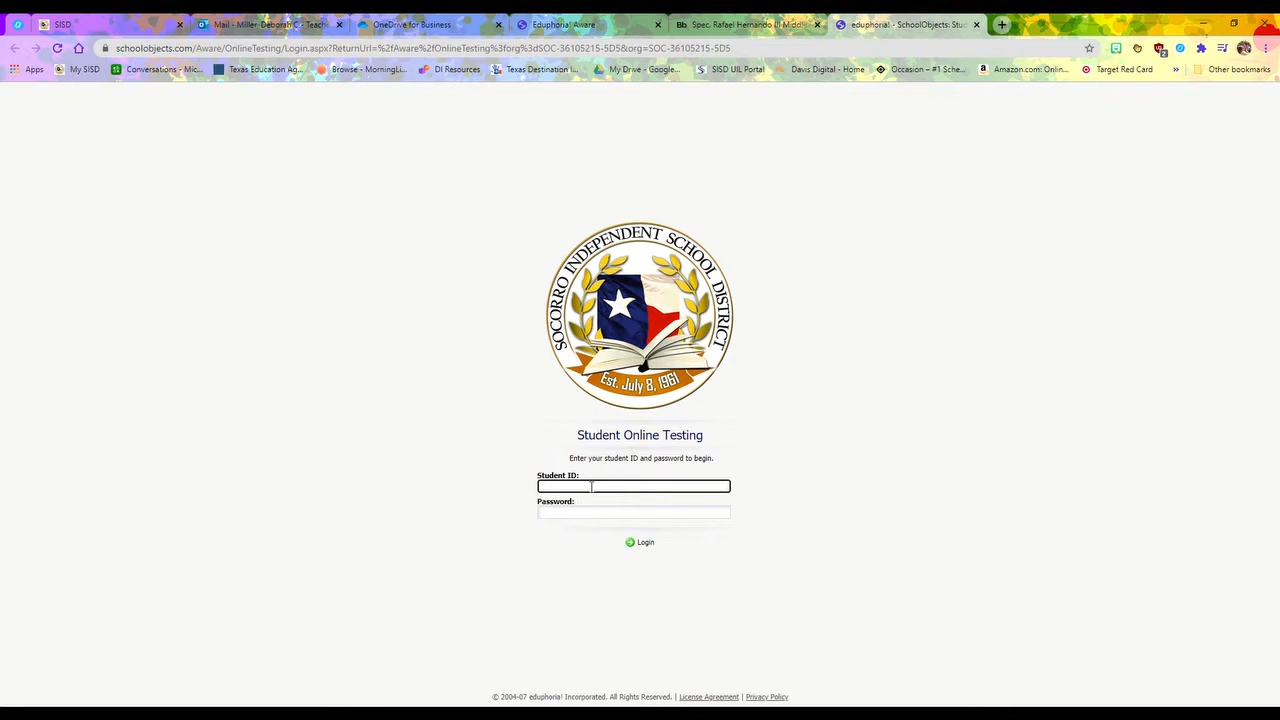 SISD
Mail - Miller Deborah C - Teach
OneDrive for Business
Eduphoria! Aware
Bb Spec. Rafael Hernando III Middl
eduphoria! - SchoolObjects: Stu
schoolobjects.com/Aware/OnlineTesting/Login.aspx?ReturnUrl=%2fAware%2fOnlineTesting%3forg%3dSOC-36105215-5D5&org=SOC-36105215-5D5
2
Apps
My SISD
Conversations - Mic...
Texas Education Ag...
Browse - MorningLi...
DI Resources
Texas Destination I...
My Drive - Google...
SISD UIL Portal
Davis Digital - Home
Occasion – #1 Sche...
Amazon.com: Onlin...
Target Red Card
»
Other bookmarks
SOCORRO INDEPENDENT SCHOOL DISTRICT
Est. July 8, 1961
Student Online Testing
Enter your student ID and password to begin.
Student ID:
Password:
Login
© 2004-07 eduphoria! Incorporated. All Rights Reserved. | License Agreement | Privacy Policy